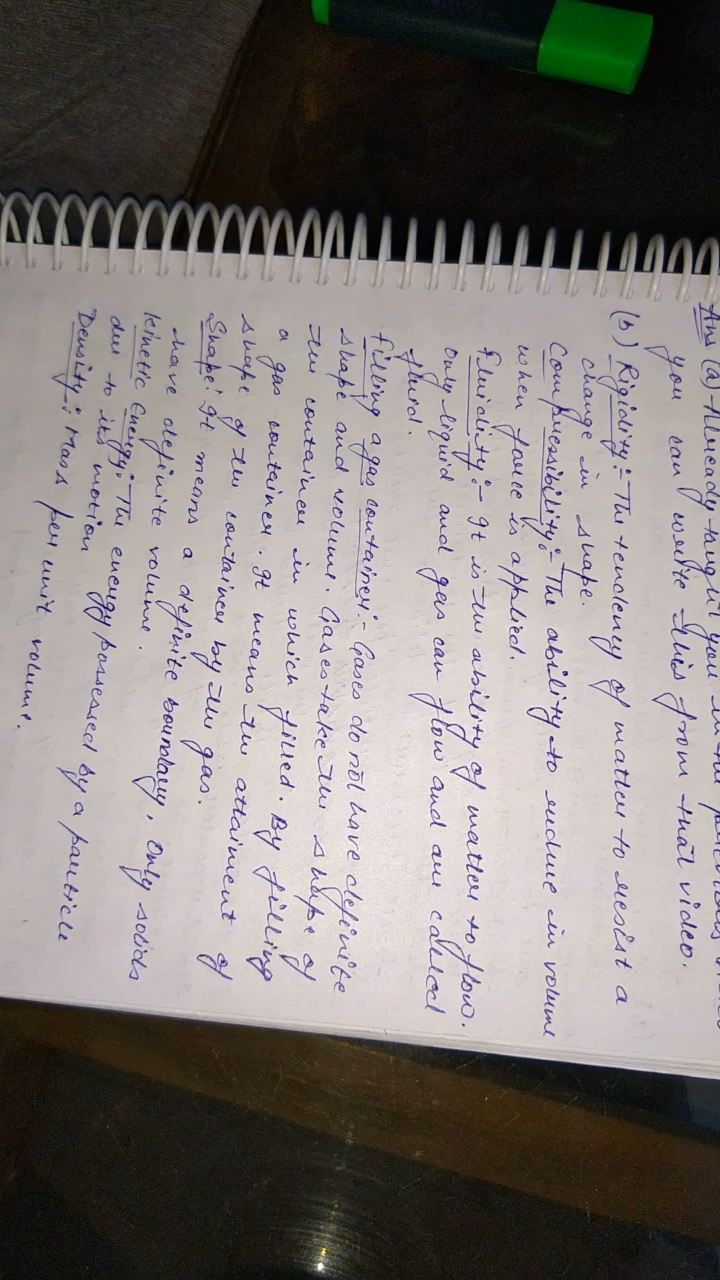 Ans (a) Already taught you in the previous video
you can write this from that video.
(b) Rigidity:- The tendency of matter to resist a
change in shape.
Compressibility:- The ability to reduce in volume
when force is applied.
Fluidity:- It is the ability of matter to flow.
Only liquid and gas can flow and are called
fluid.
Filling a gas container:- Gases do not have definite
shape and volume. Gases take the shape of
the container in which filled. By filling
a gas container. It means the attainment of
shape of the container by the gas.
Shape: It means a definite boundary. Only solids
have definite volume.
Kinetic Energy: The energy possessed by a particle
due to its motion
Density: Mass per unit volume.